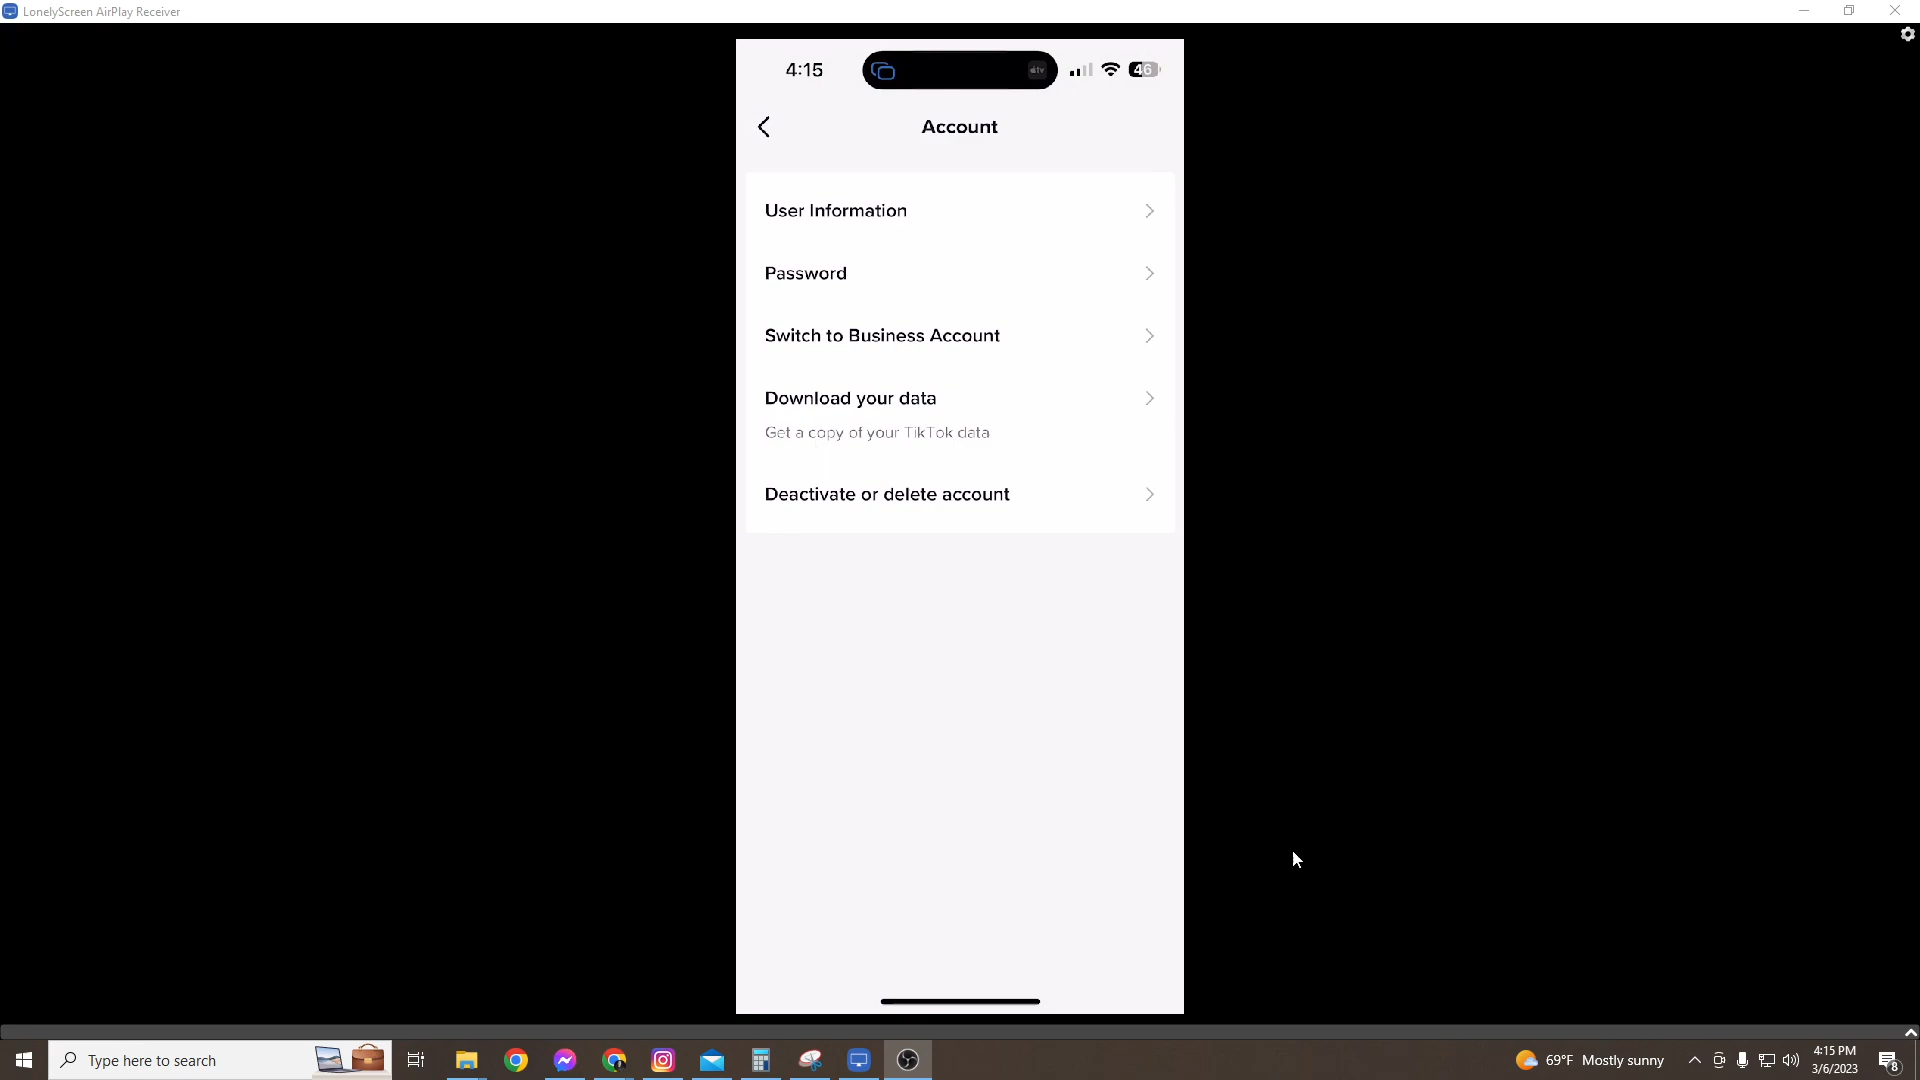 LonelyScreen AirPlay Receiver
4:15
tv
46
Account
User Information
Password
Switch to Business Account
Download your data
Get a copy of your TikTok data
Deactivate or delete account
Type here to search
69°F Mostly sunny
4:15 PM
3/6/2023
8